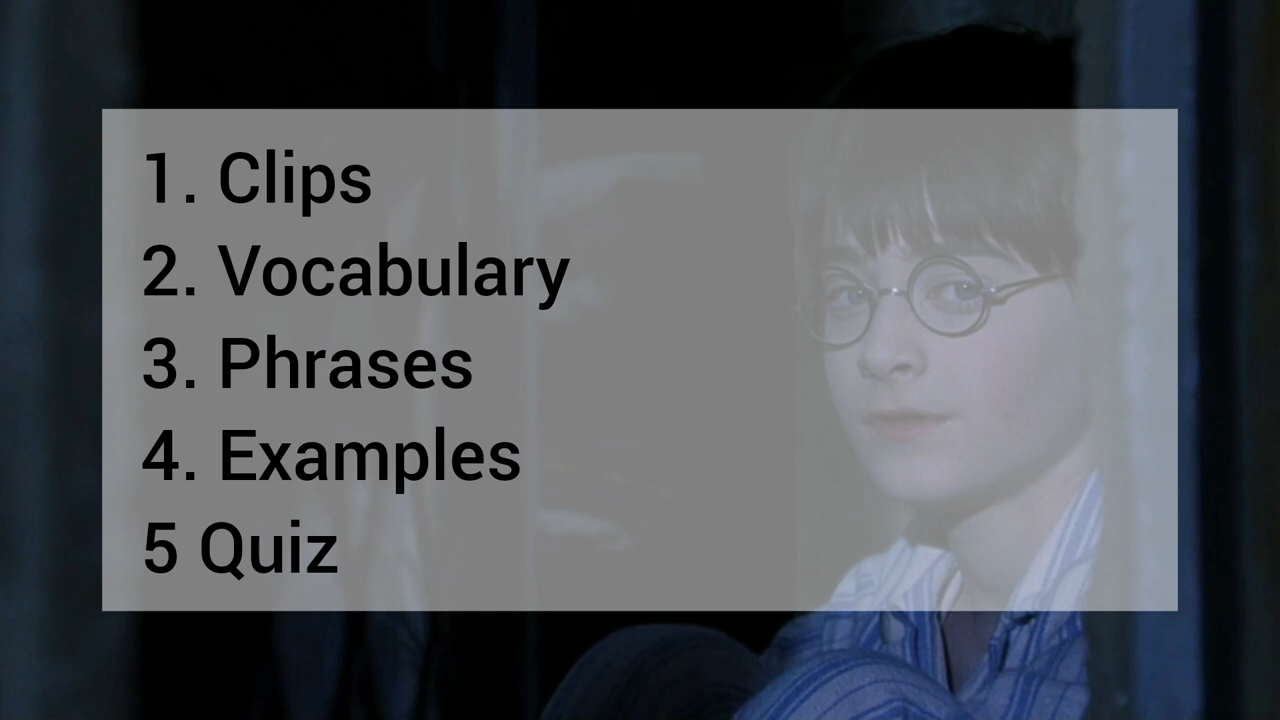 1. Clips
2. Vocabulary
3. Phrases
4. Examples
5 Quiz